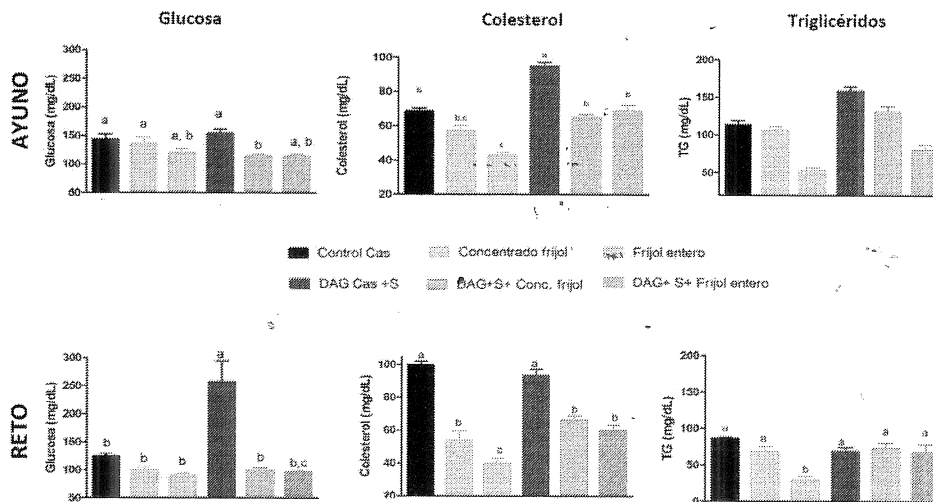 Glucosa
Colesterol
Triglicéridos
AYUNO
Glucosa (mg/dL)
300
250
200
150
100
50
a
a
a, b
a
b
a, b
Colesterol (mg/dL)
100
80
60
40
20
b,c
c
a
TG (mg/dL)
200
150
100
50
Control Cas
Concentrado frijol
Frijol entero
DAG Cas +S
DAG+S+ Conc. frijol
DAG+ S+ Frijol entero
RETO
Glucosa (mg/dL)
300
250
200
150
100
50
b
b
b
a
b
b,c
Colesterol (mg/dL)
100
80
60
40
20
a
b
c
a
b
b
TG (mg/dL)
200
150
100
50
0
a
a
b
a
a
a